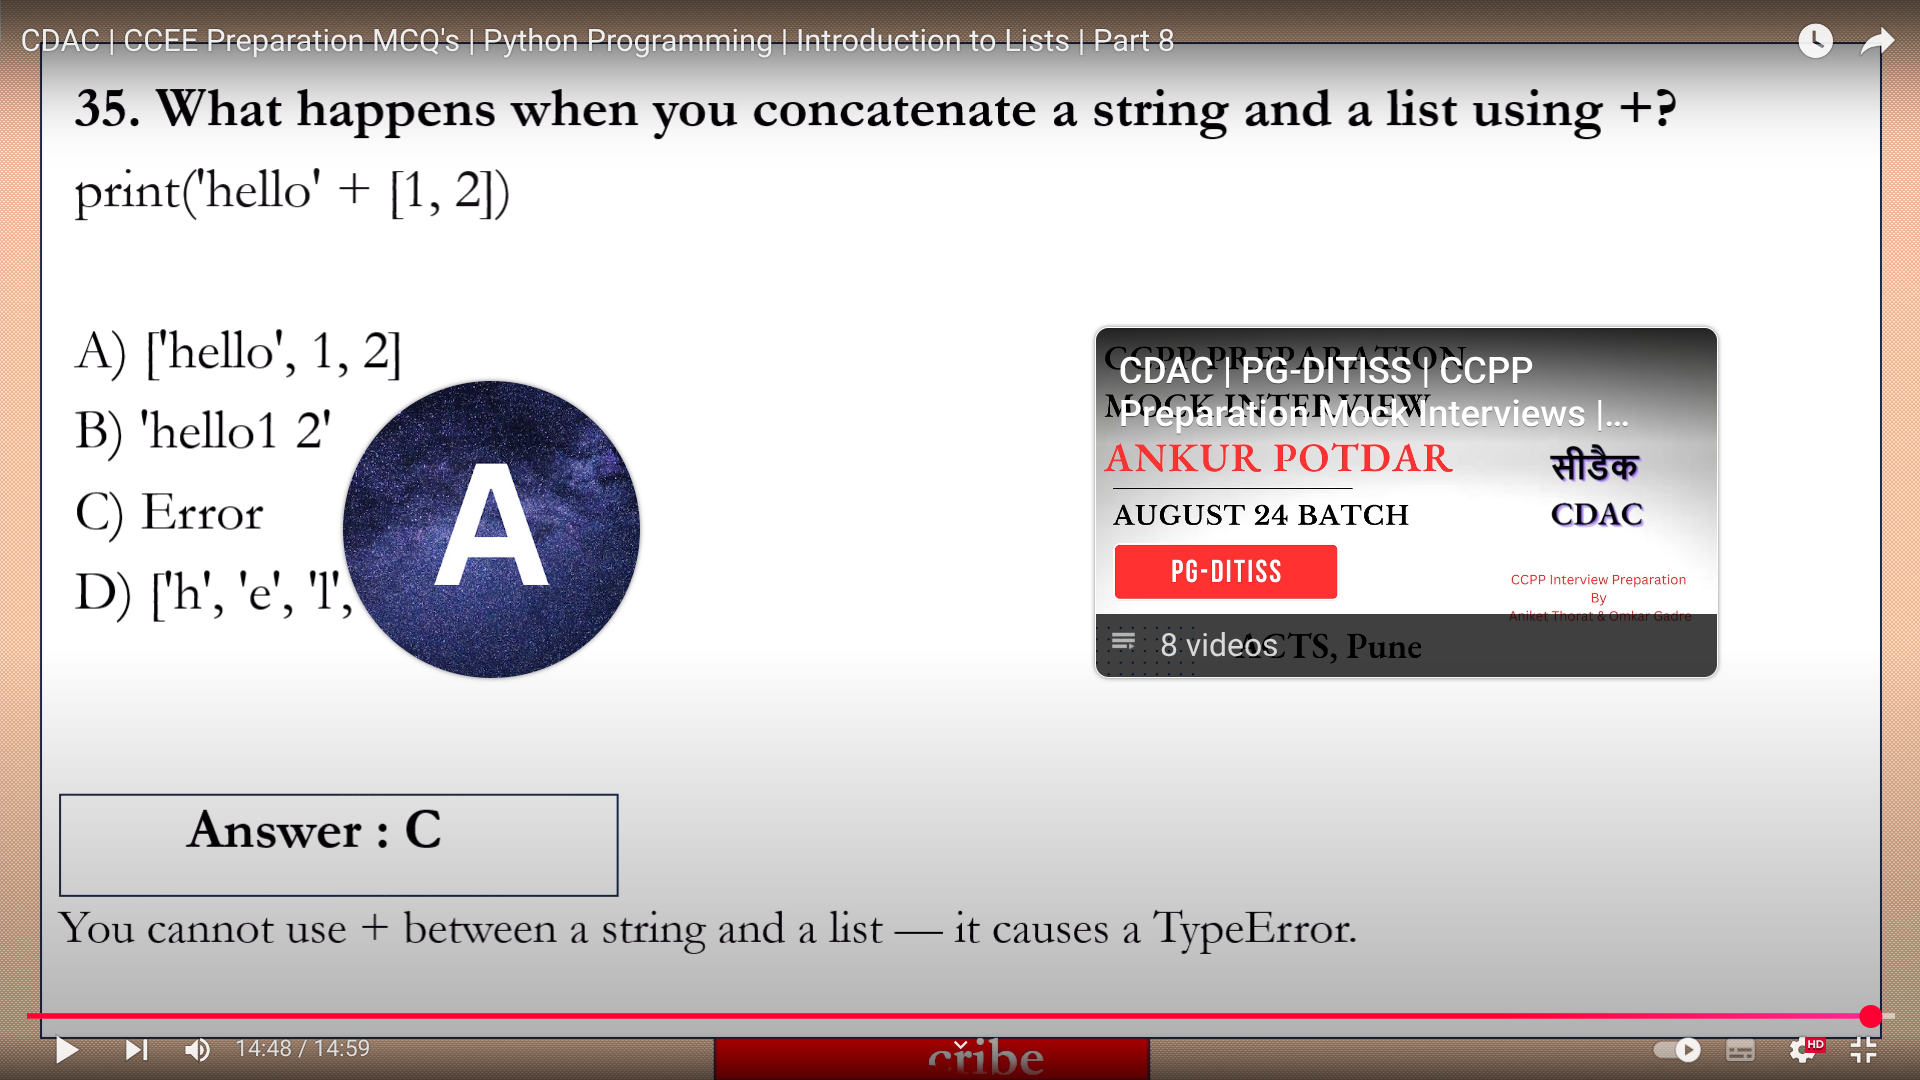 CDAC | CCEE Preparation MCQ's | Python Programming | Introduction to Lists | Part 8
35. What happens when you concatenate a string and a list using +?
print('hello' + [1, 2])
A) ['hello', 1, 2]
B) 'hello1 2'
C) Error
D) ['h', 'e', 'l',
A
CCPP PREPARATION
MOCK INTERVIEW
CDAC | PG-DITISS | CCPP
Preparation Mock Interviews |...
ANKUR POTDAR
AUGUST 24 BATCH
PG-DITISS
सीडैक
CDAC
CCPP Interview Preparation
By
Aniket Thorat & Omkar Gadre
8 videos
ACTS, Pune
Answer : C
You cannot use + between a string and a list — it causes a TypeError.
14:48 / 14:59
cribe
HD